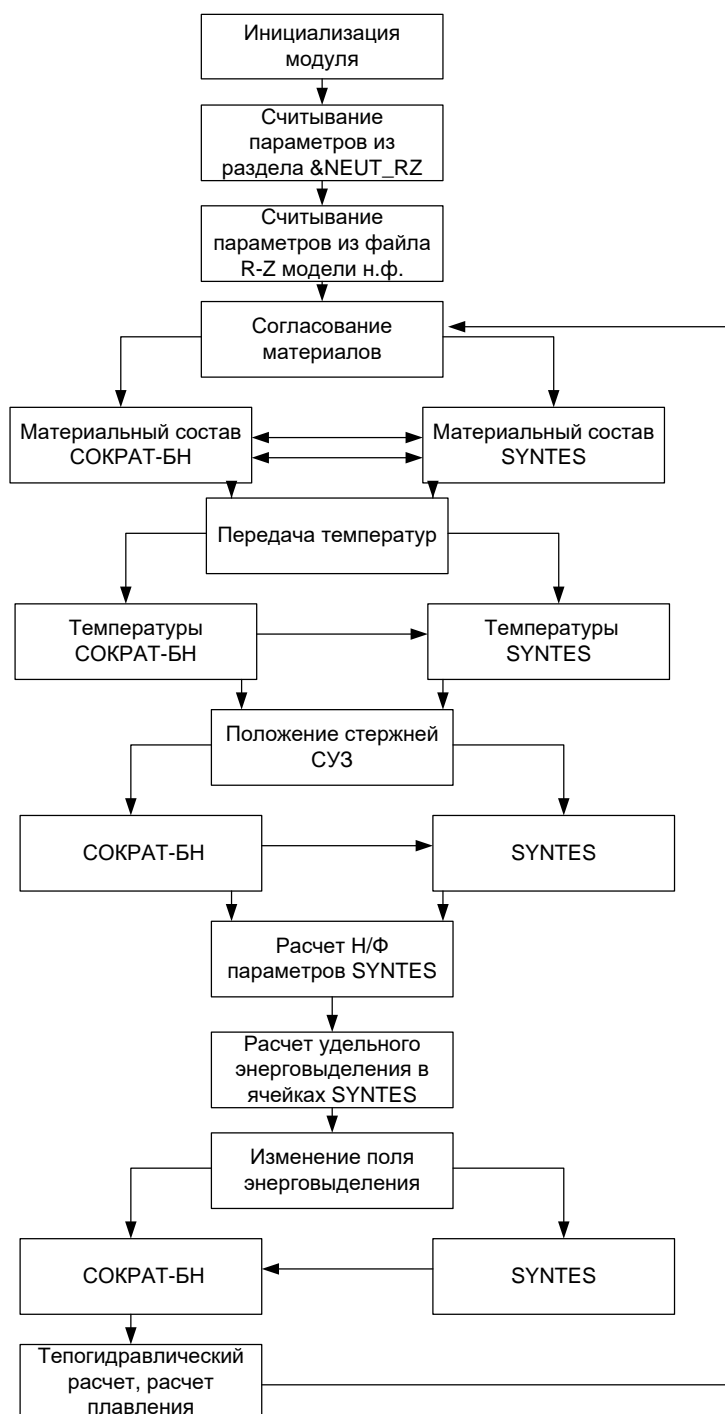 Инициализация
модуля
Считывание
параметров из
раздела &NEUT_RZ
Считывание
параметров из файла
R-Z модели н.ф.
Согласование
материалов
Материальный состав
СОКРАТ-БН
Материальный состав
SYNTES
Передача температур
Температуры
СОКРАТ-БН
Температуры
SYNTES
Положение стержней
СУЗ
СОКРАТ-БН
SYNTES
Расчет Н/Ф
параметров SYNTES
Расчет удельного
энерговыделения в
ячейках SYNTES
Изменение поля
энерговыделения
СОКРАТ-БН
SYNTES
Тепогидравлический
расчет, расчет
плавления